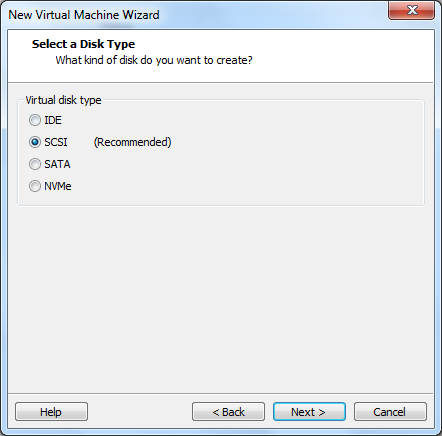 New Virtual Machine Wizard
Select a Disk Type
What kind of disk do you want to create?
Virtual disk type
IDE
SCSI (Recommended)
SATA
NVMe
Help < Back Next > Cancel